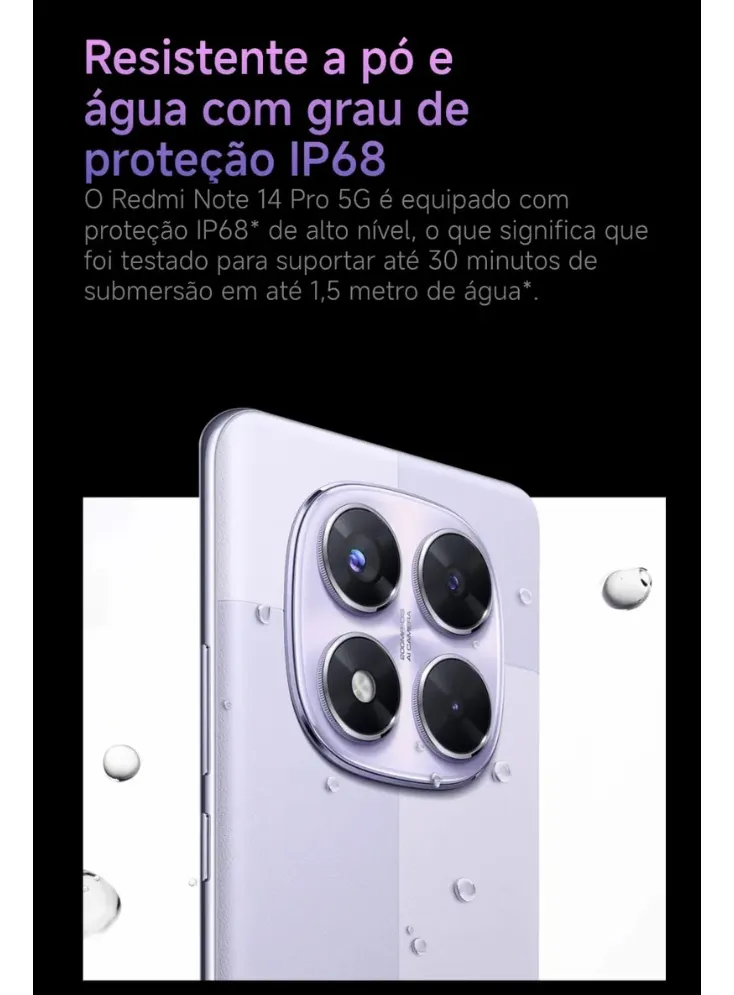 Resistente a pó e
água com grau de
proteção IP68
O Redmi Note 14 Pro 5G é equipado com
proteção IP68* de alto nível, o que significa que
foi testado para suportar até 30 minutos de
submersão em até 1,5 metro de água*.
AI CAMERA